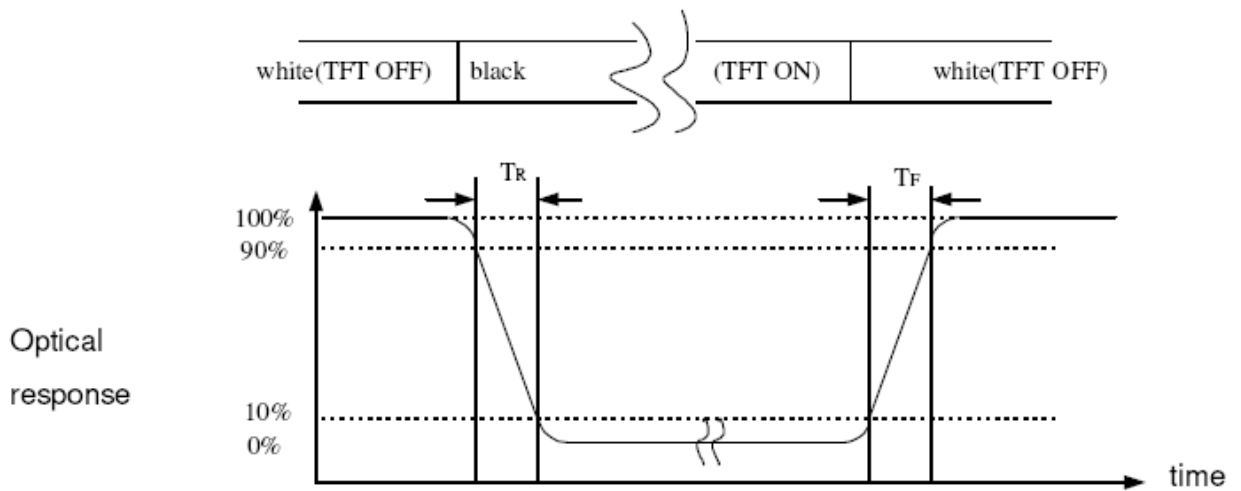 white(TFT OFF) black (TFT ON) white(TFT OFF)
TR TF
100%
90%
Optical
response
10%
0%
time